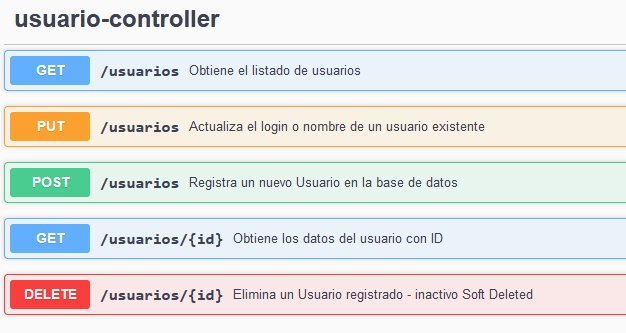 usuario-controller
GET /usuarios Obtiene el listado de usuarios
PUT /usuarios Actualiza el login o nombre de un usuario existente
POST /usuarios Registra un nuevo Usuario en la base de datos
GET /usuarios/{id} Obtiene los datos del usuario con ID
DELETE /usuarios/{id} Elimina un Usuario registrado - inactivo Soft Deleted